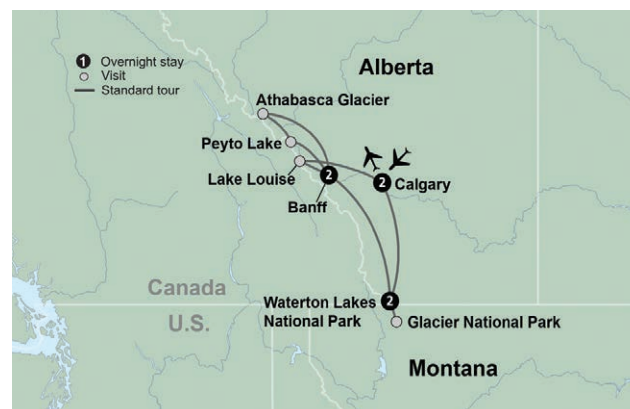 1 Overnight stay
Visit
Standard tour
Alberta
Athabasca Glacier
Peyto Lake
Lake Louise
2
Banff
2
Calgary
Canada
U.S.
Waterton Lakes
National Park
2
Glacier National Park
Montana